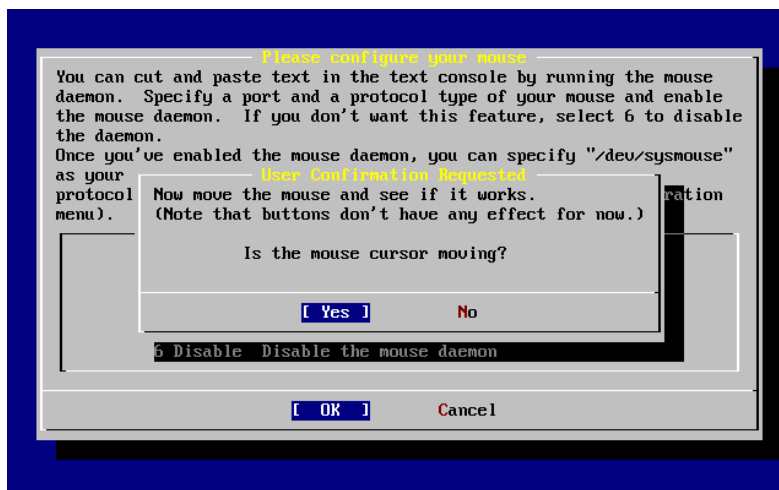 Please configure your mouse
You can cut and paste text in the text console by running the mouse
daemon.  Specify a port and a protocol type of your mouse and enable
the mouse daemon.  If you don't want this feature, select 6 to disable
the daemon.
Once you've enabled the mouse daemon, you can specify "/dev/sysmouse"
as your
User Confirmation Requested
protocol
ration
menu).
Now move the mouse and see if it works.
(Note that buttons don't have any effect for now.)
Is the mouse cursor moving?
[ Yes ]        No
6 Disable  Disable the mouse daemon
[  OK  ]       Cancel